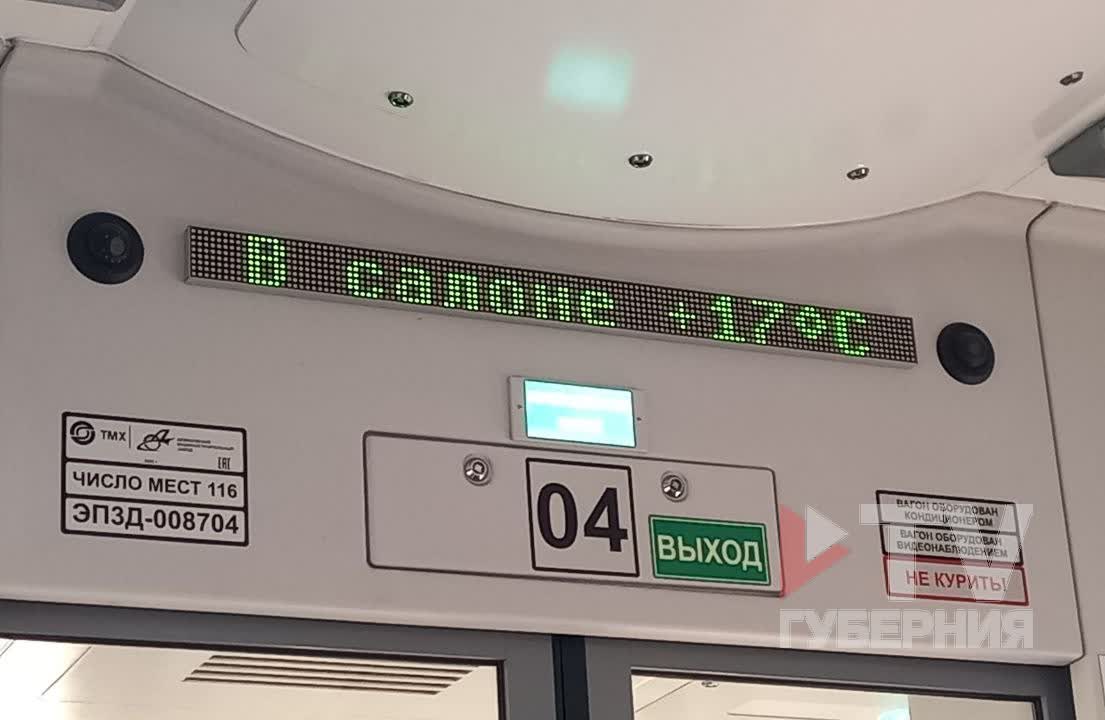 В салоне +17°C
ТМХ
ЕАС
ЧИСЛО МЕСТ 116
ЭП3Д-008704
04
ВЫХОД
ВАГОН ОБОРУДОВАН
КОНДИЦИОНЕРОМ
ВАГОН ОБОРУДОВАН
ВИДЕОНАБЛЮДЕНИЕМ
НЕ КУРИТЬ!
TV
ГУБЕРНИЯ